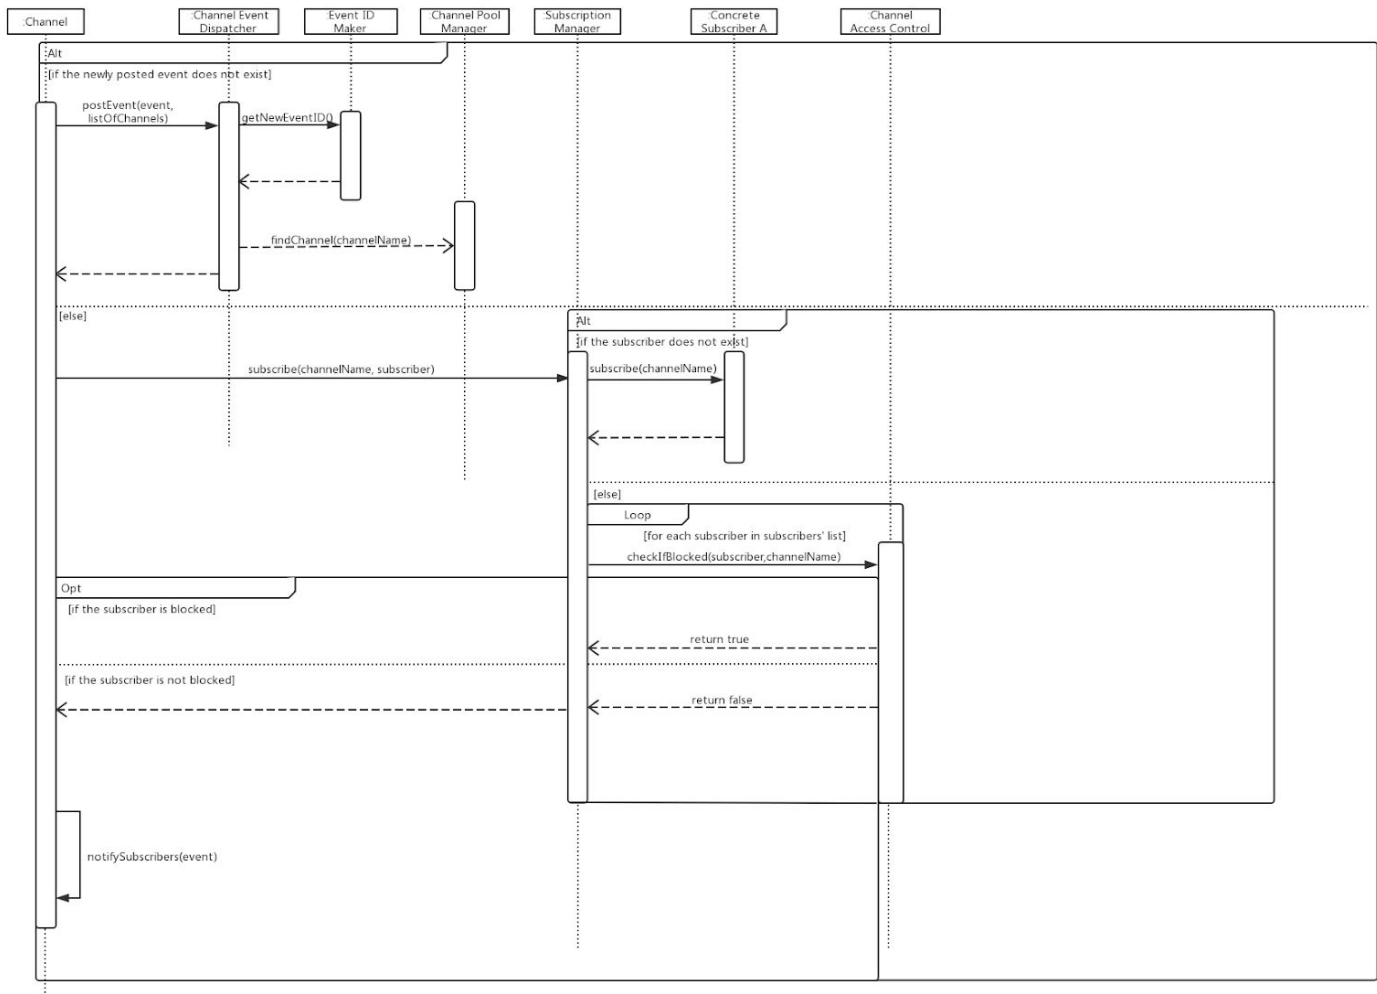 :Channel
:Channel Event
Dispatcher
:Event ID
Maker
:Channel Pool
Manager
:Subscription
Manager
:Concrete
Subscriber A
:Channel
Access Control
Alt
[if the newly posted event does not exist]
postEvent(event,
listOfChannels)
getNewEventID()
findChannel(channelName)
[else]
Alt
[if the subscriber does not exist]
subscribe(channelName, subscriber)
subscribe(channelName)
[else]
Loop
[for each subscriber in subscribers' list]
checkIfBlocked(subscriber,channelName)
Opt
[if the subscriber is blocked]
return true
[if the subscriber is not blocked]
return false
notifySubscribers(event)